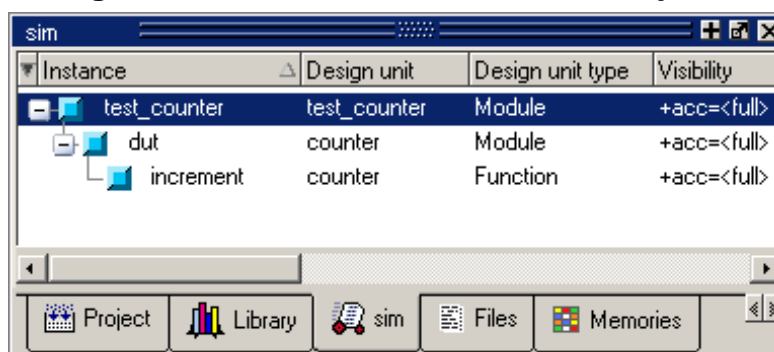 sim
Instance Design unit Design unit type Visibility
test_counter test_counter Module +acc=<full>
dut counter Module +acc=<full>
increment counter Function +acc=<full>
Project Library sim Files Memories